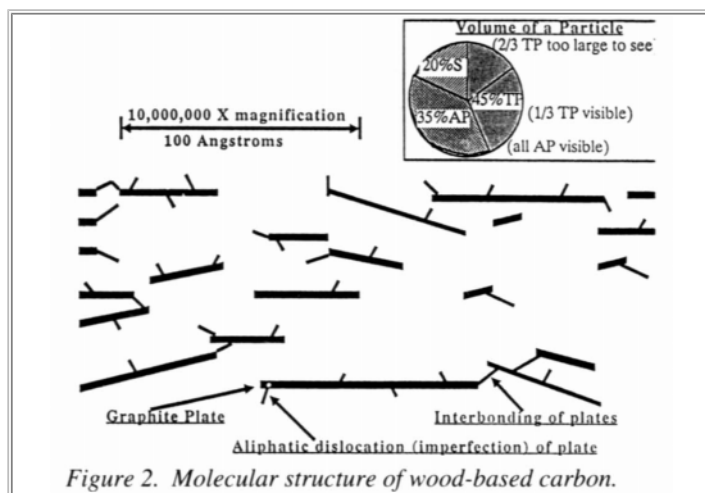 Volume of a Particle
(2/3 TP too large to see
20%S
45%TP
35%AP
(1/3 TP visible)
(all AP visible)
10,000,000 X magnification
100 Angstroms
Graphite Plate
Interbonding of plates
Aliphatic dislocation (imperfection) of plate
Figure 2. Molecular structure of wood-based carbon.